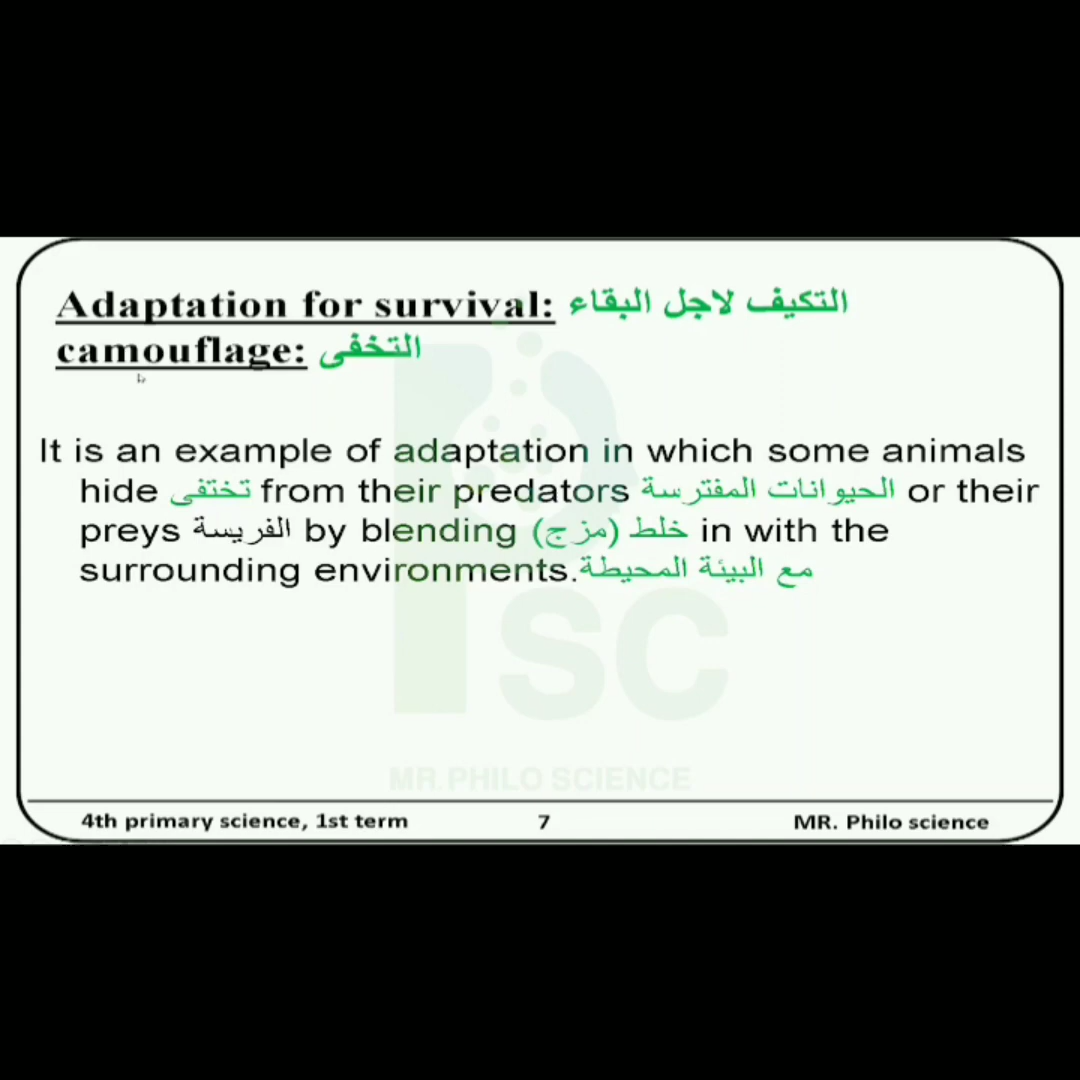 Adaptation for survival: التكيف لاجل البقاء
camouflage: التخفى
It is an example of adaptation in which some animals
hide تختفى from their predators الحيوانات المفترسة or their
preys الفريسة by blending خلط (مزج) in with the
surrounding environments. مع البيئة المحيطة
PSC
MR. PHILO SCIENCE
4th primary science, 1st term 7 MR. Philo science